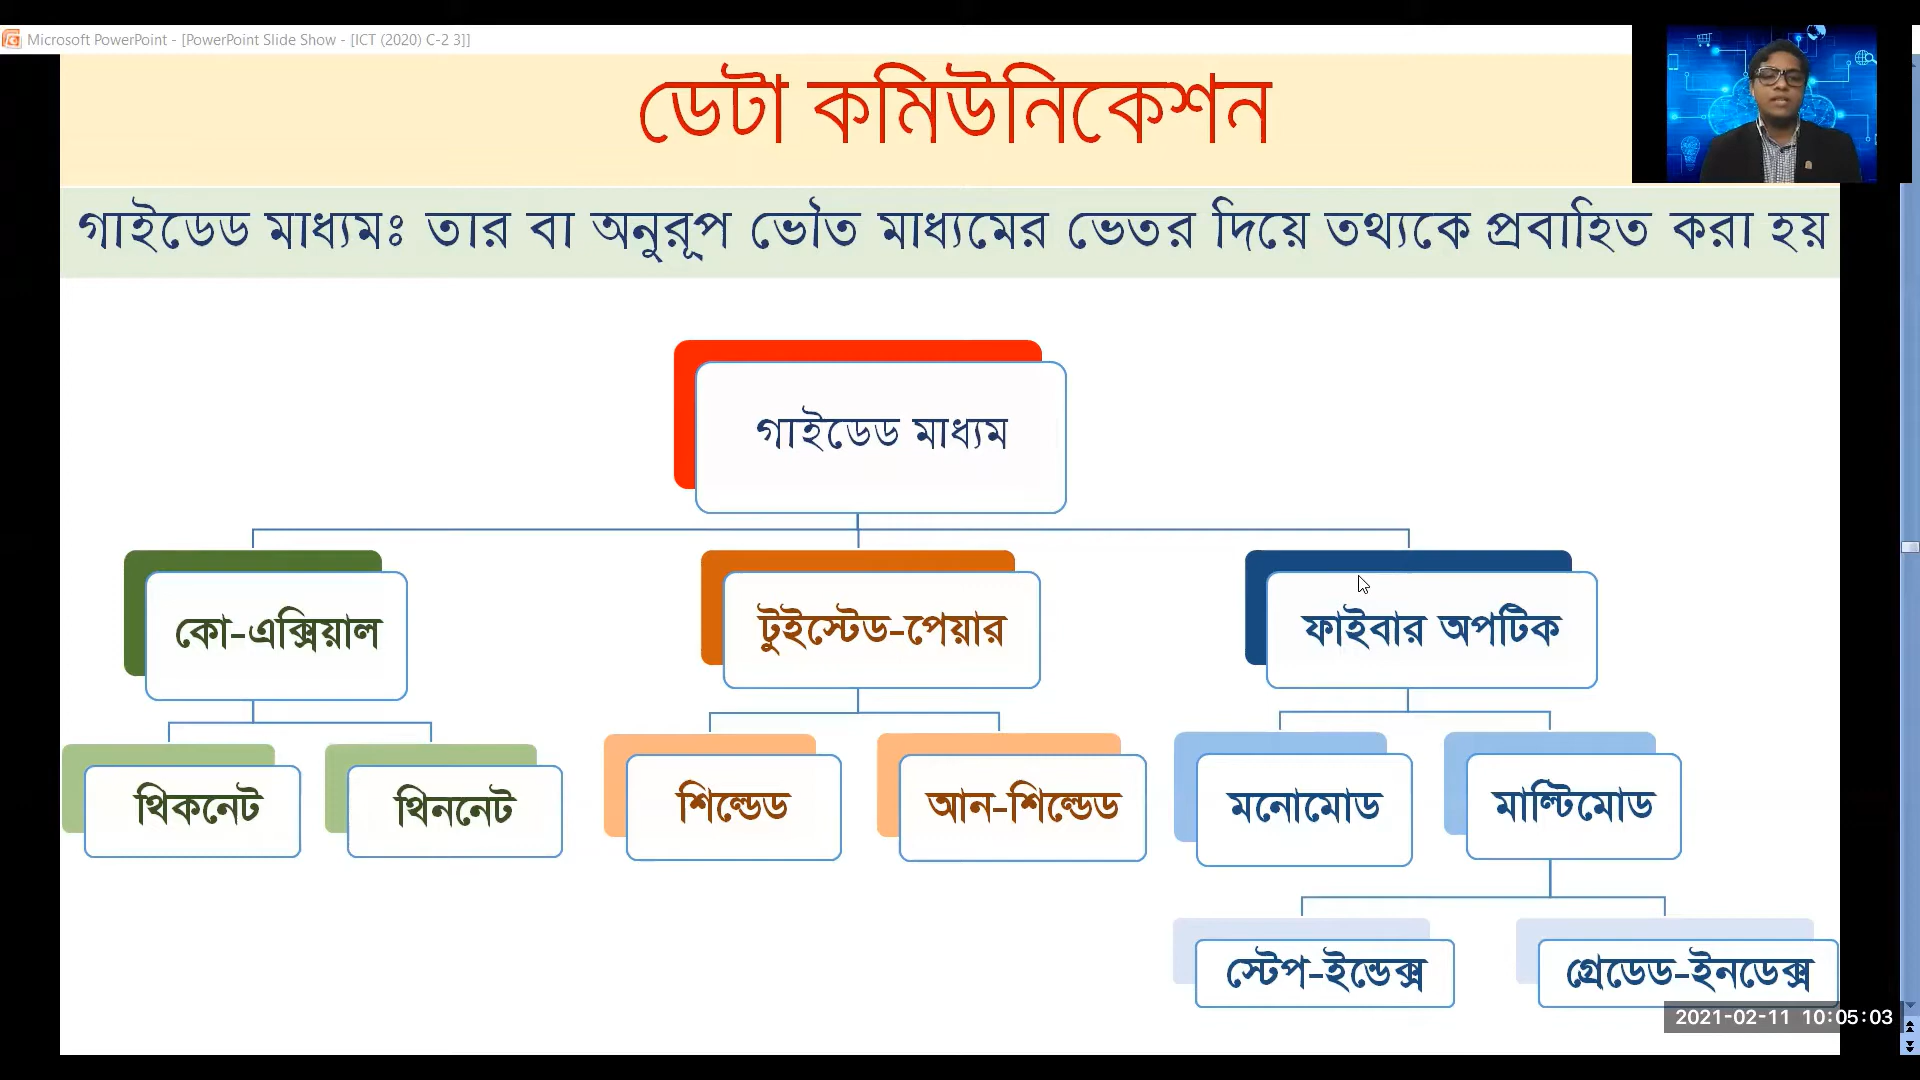 Microsoft PowerPoint - [PowerPoint Slide Show - [ICT (2020) C-2 3]]
ডেটা কমিউনিকেশন
গাইডেড মাধ্যমঃ তার বা অনুরূপ ভৌত মাধ্যমের ভেতর দিয়ে তথ্যকে প্রবাহিত করা হয়
গাইডেড মাধ্যম
কো-এক্সিয়াল
টুইস্টেড-পেয়ার
ফাইবার অপটিক
থিকনেট
থিননেট
শিল্ডেড
আন-শিল্ডেড
মনোমোড
মাল্টিমোড
স্টেপ-ইন্ডেক্স
গ্রেডেড-ইনডেক্স
2021-02-11 10:05:03